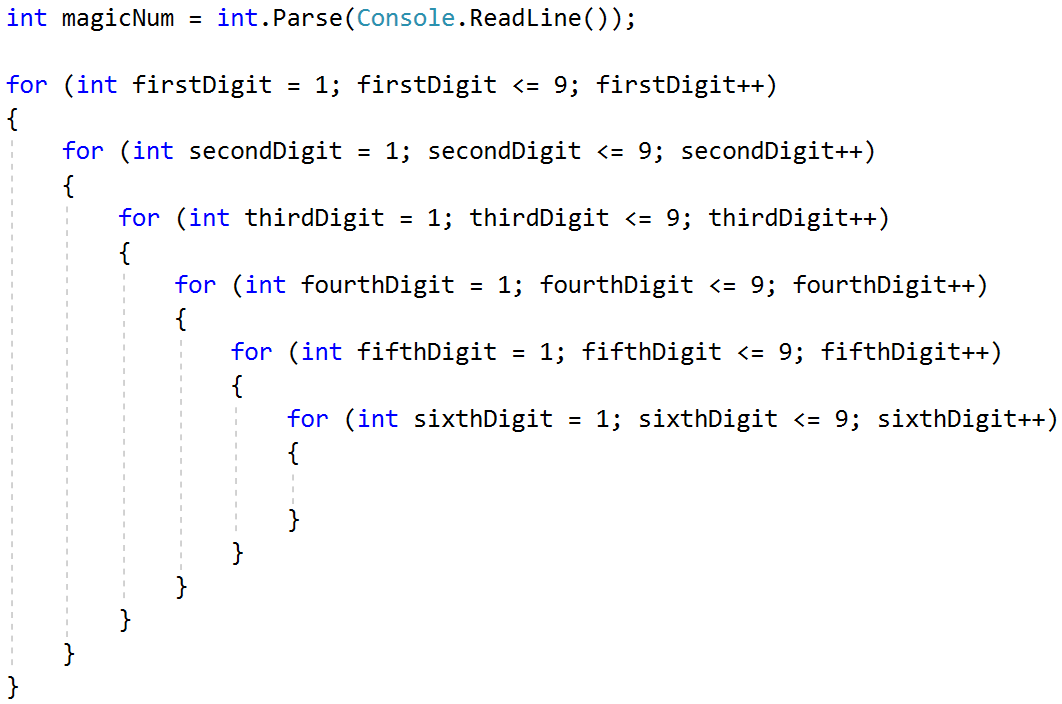 int magicNum = int.Parse(Console.ReadLine());

for (int firstDigit = 1; firstDigit <= 9; firstDigit++)
{
    for (int secondDigit = 1; secondDigit <= 9; secondDigit++)
    {
        for (int thirdDigit = 1; thirdDigit <= 9; thirdDigit++)
        {
            for (int fourthDigit = 1; fourthDigit <= 9; fourthDigit++)
            {
                for (int fifthDigit = 1; fifthDigit <= 9; fifthDigit++)
                {
                    for (int sixthDigit = 1; sixthDigit <= 9; sixthDigit++)
                    {

                    }
                }
            }
        }
    }
}